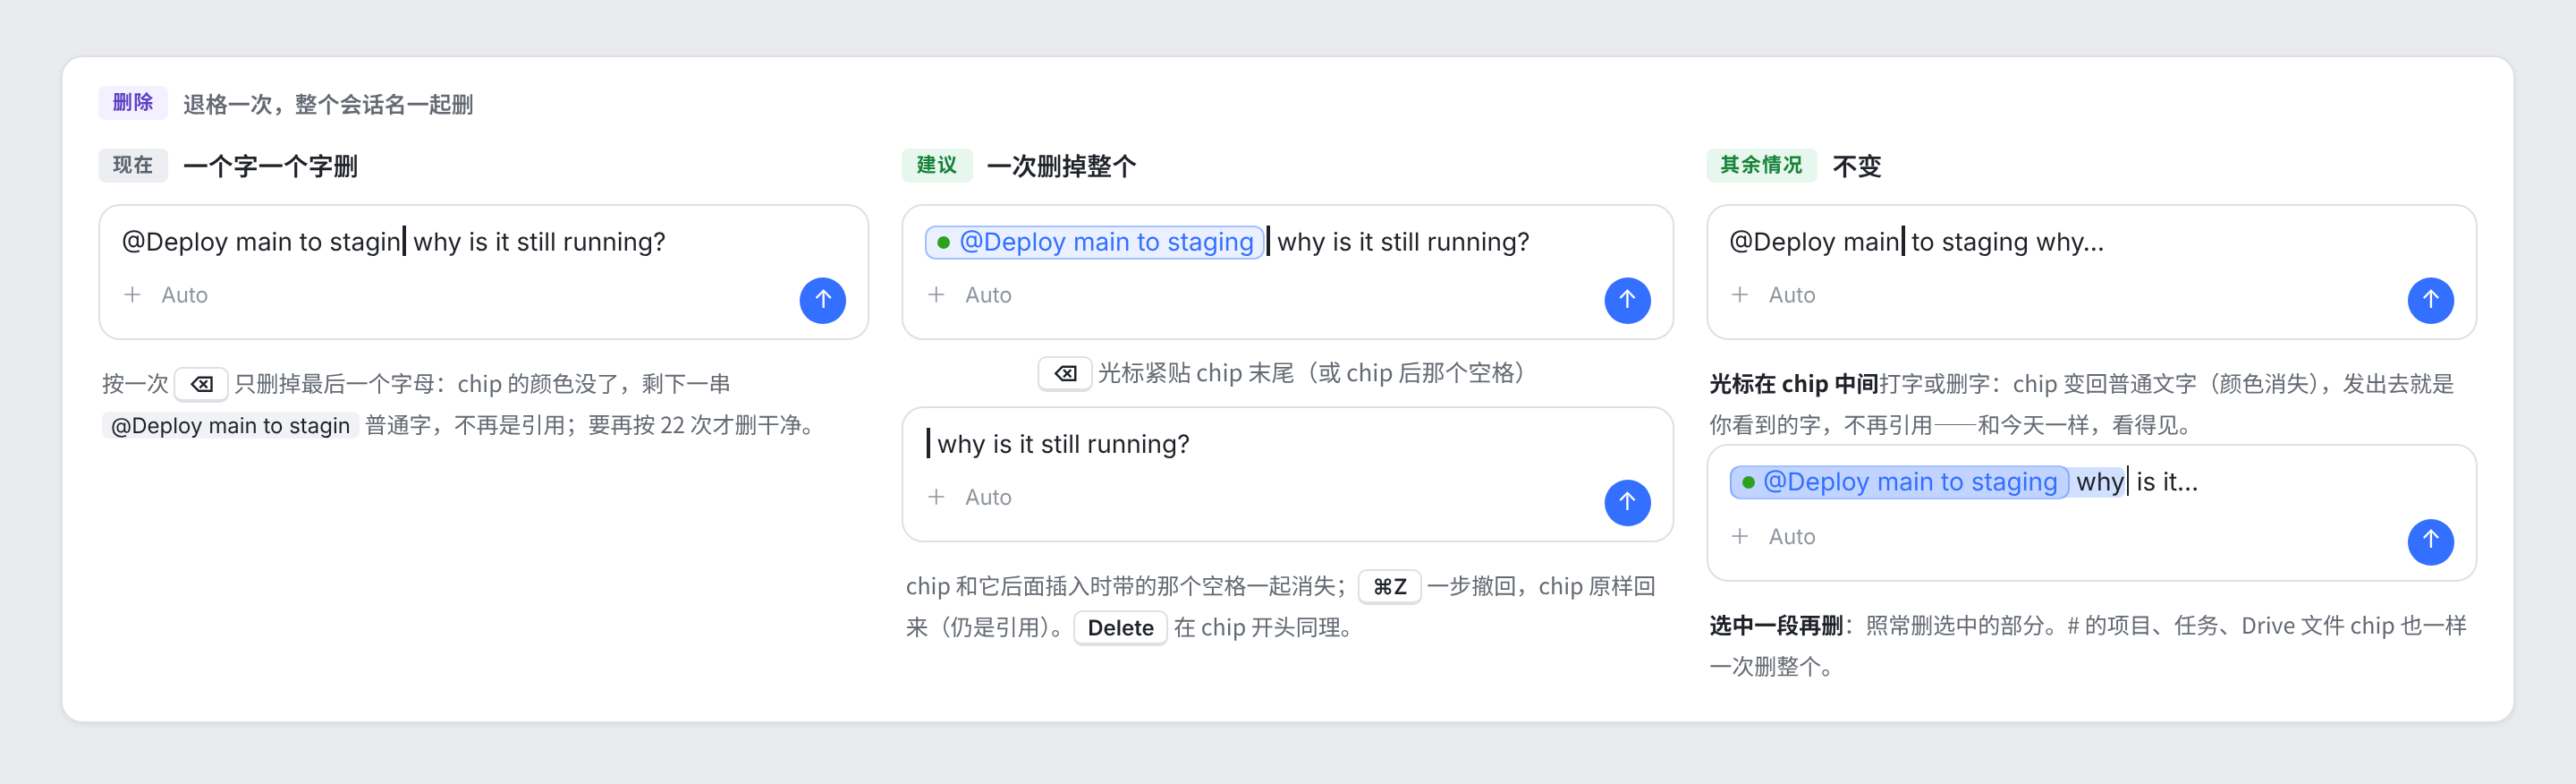 删除 退格一次，整个会话名一起删
现在 一个字一个字删
@Deploy main to stagin why is it still running?
+ Auto
按一次 ⌫ 只删掉最后一个字母：chip 的颜色没了，剩下一串
@Deploy main to stagin 普通字，不再是引用；要再按 22 次才删干净。
建议 一次删掉整个
@Deploy main to staging why is it still running?
+ Auto
⌫ 光标紧贴 chip 末尾（或 chip 后那个空格）
why is it still running?
+ Auto
chip 和它后面插入时带的那个空格一起消失；⌘Z 一步撤回，chip 原样回
来（仍是引用）。Delete 在 chip 开头同理。
其余情况 不变
@Deploy main to staging why...
+ Auto
光标在 chip 中间打字或删字：chip 变回普通文字（颜色消失），发出去就是
你看到的字，不再引用——和今天一样，看得见。
@Deploy main to staging why is it...
+ Auto
选中一段再删：照常删选中的部分。# 的项目、任务、Drive 文件 chip 也一样
一次删整个。